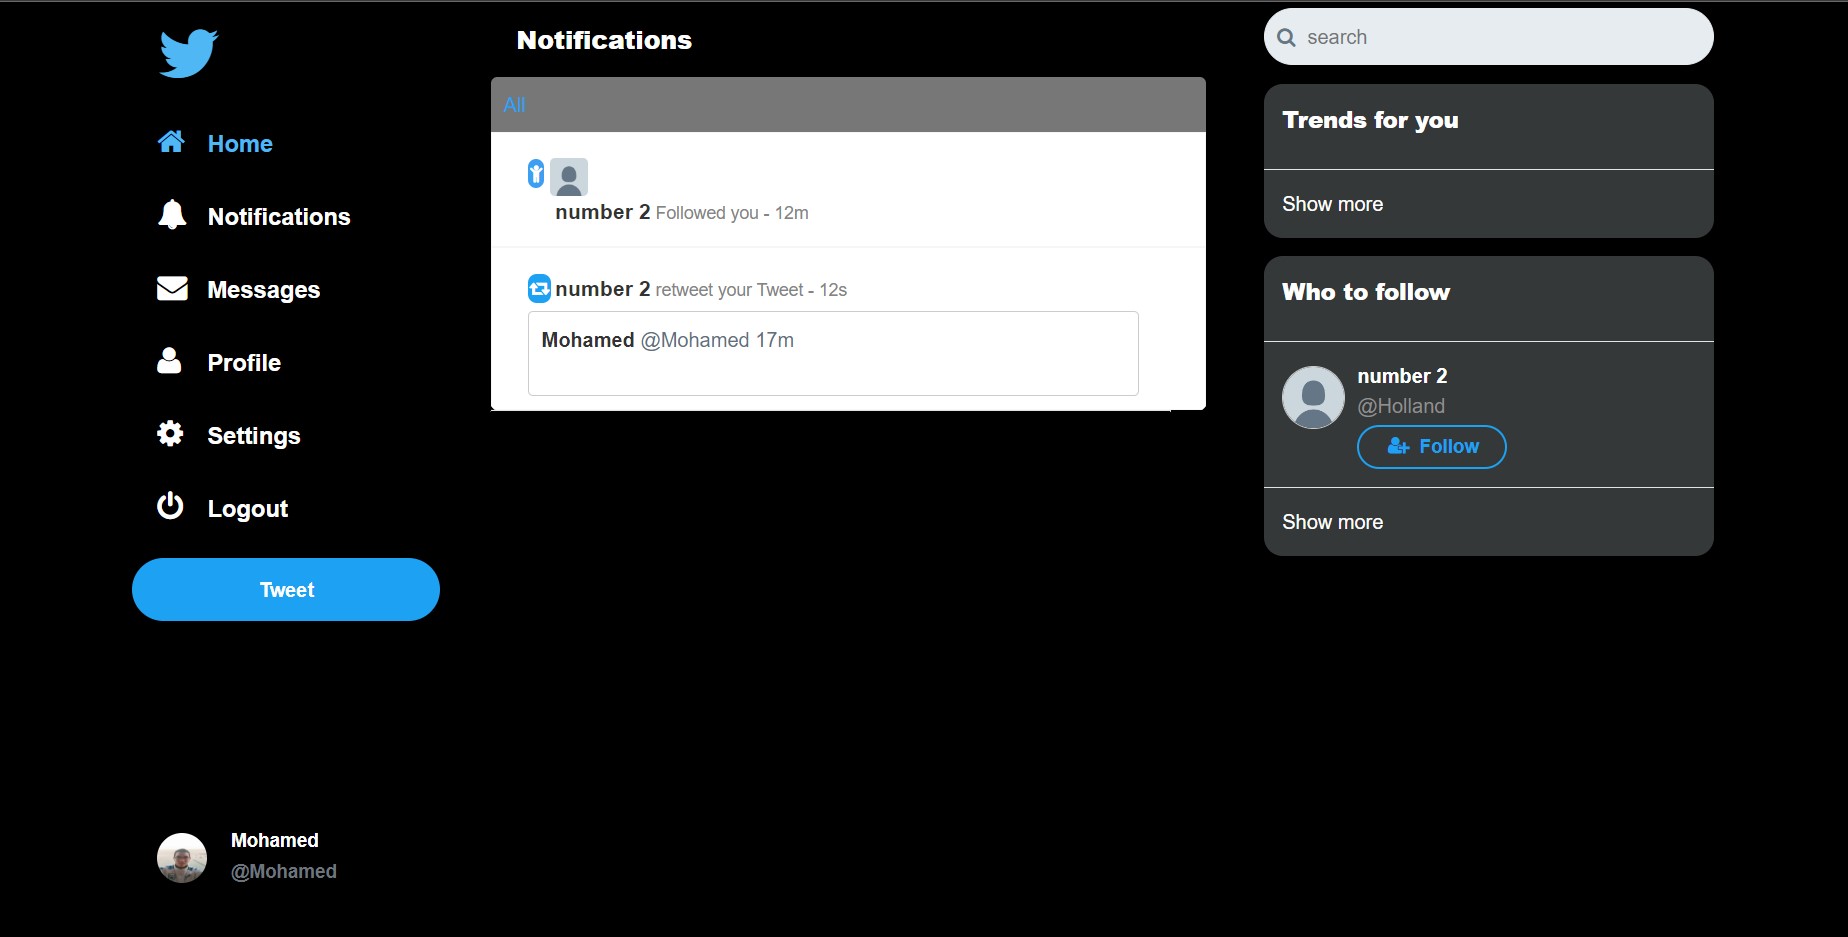 Home
Notifications
Messages
Profile
Settings
Logout
Tweet
Mohamed
@Mohamed
Notifications
All
number 2 Followed you - 12m
number 2 retweet your Tweet - 12s
Mohamed @Mohamed 17m
search
Trends for you
Show more
Who to follow
number 2
@Holland
Follow
Show more